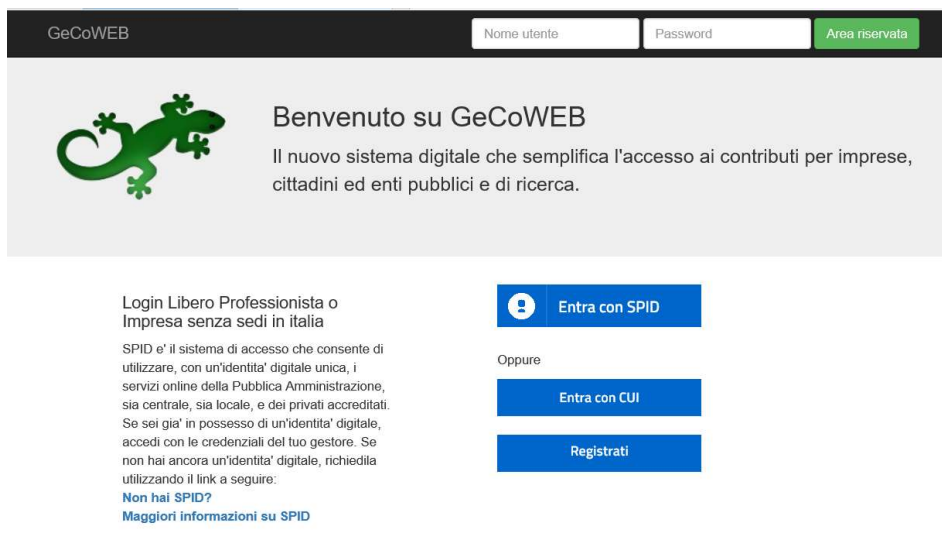 GeCoWEB
Nome utente
Password
Area riservata
Benvenuto su GeCoWEB
Il nuovo sistema digitale che semplifica l'accesso ai contributi per imprese,
cittadini ed enti pubblici e di ricerca.
Login Libero Professionista o
Impresa senza sedi in italia
SPID e' il sistema di accesso che consente di
utilizzare, con un'identita' digitale unica, i
servizi online della Pubblica Amministrazione,
sia centrale, sia locale, e dei privati accreditati.
Se sei gia' in possesso di un'identita' digitale,
accedi con le credenziali del tuo gestore. Se
non hai ancora un'identita' digitale, richiedila
utilizzando il link a seguire:
Non hai SPID?
Maggiori informazioni su SPID
Entra con SPID
Oppure
Entra con CUI
Registrati